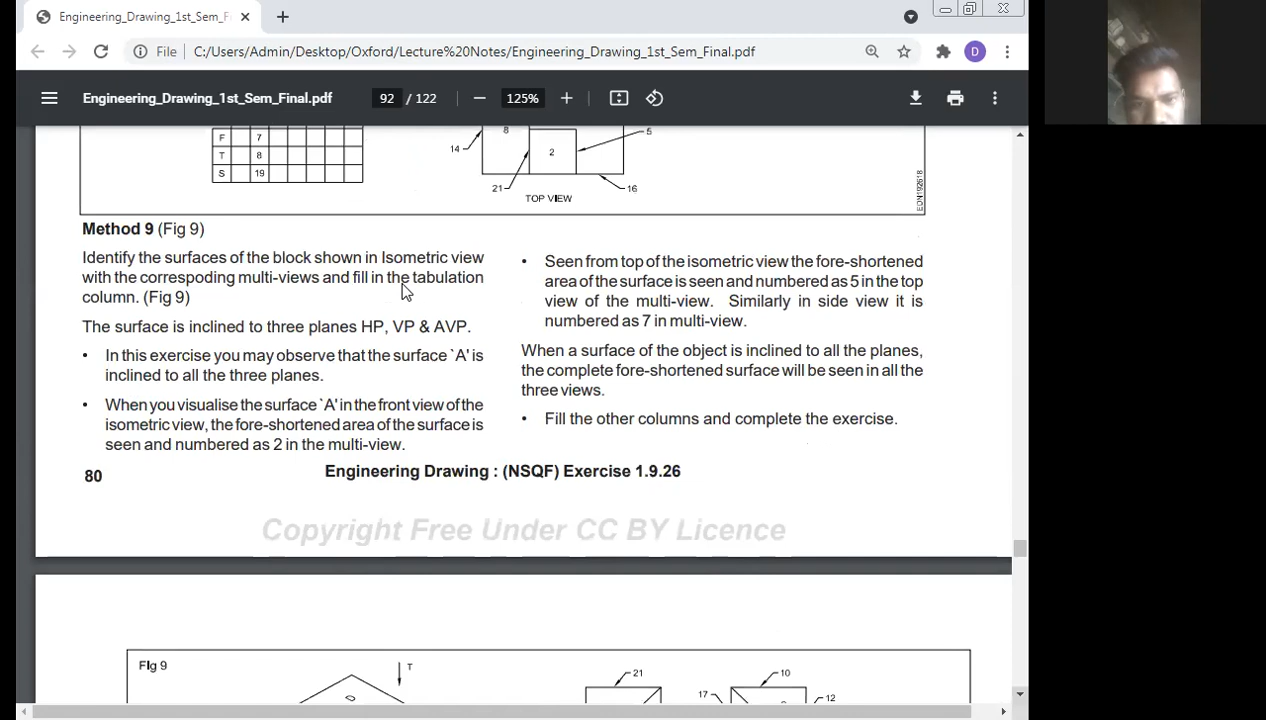 Engineering_Drawing_1st_Sem_Fi
File C:/Users/Admin/Desktop/Oxford/Lecture%20Notes/Engineering_Drawing_1st_Sem_Final.pdf
D
Engineering_Drawing_1st_Sem_Final.pdf
92 / 122
125%
F 7
T 8
S 19
8
5
14
2
21
16
TOP VIEW
EDN192618
Method 9 (Fig 9)
Identify the surfaces of the block shown in Isometric view
with the correspoding multi-views and fill in the tabulation
column. (Fig 9)
The surface is inclined to three planes HP, VP & AVP.
• In this exercise you may observe that the surface `A' is
inclined to all the three planes.
• When you visualise the surface `A' in the front view of the
isometric view, the fore-shortened area of the surface is
seen and numbered as 2 in the multi-view.
• Seen from top of the isometric view the fore-shortened
area of the surface is seen and numbered as 5 in the top
view of the multi-view. Similarly in side view it is
numbered as 7 in multi-view.
When a surface of the object is inclined to all the planes,
the complete fore-shortened surface will be seen in all the
three views.
• Fill the other columns and complete the exercise.
80
Engineering Drawing : (NSQF) Exercise 1.9.26
Copyright Free Under CC BY Licence
Fig 9
T
21
10
17
12